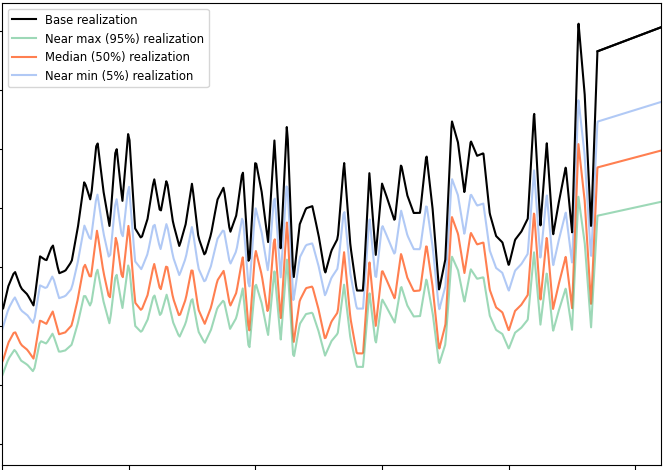 Base realization
Near max (95%) realization
Median (50%) realization
Near min (5%) realization